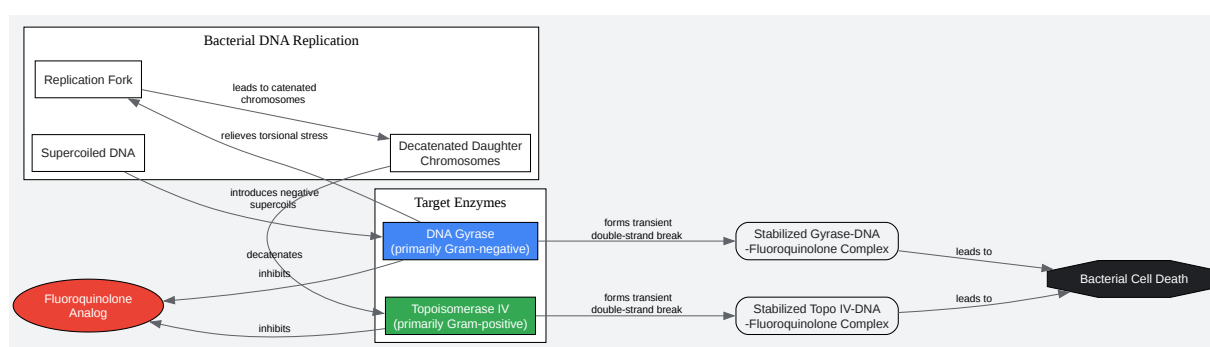 Bacterial DNA Replication
Replication Fork
leads to catenated
chromosomes
relieves torsional stress
Supercoiled DNA
Decatenated Daughter
Chromosomes
introduces negative
supercoils
Target Enzymes
DNA Gyrase
(primarily Gram-negative)
forms transient
double-strand break
Stabilized Gyrase-DNA
-Fluoroquinolone Complex
leads to
decatenates
inhibits
Bacterial Cell Death
Fluoroquinolone
Analog
Topoisomerase IV
(primarily Gram-positive)
forms transient
double-strand break
Stabilized Topo IV-DNA
-Fluoroquinolone Complex
leads to
inhibits